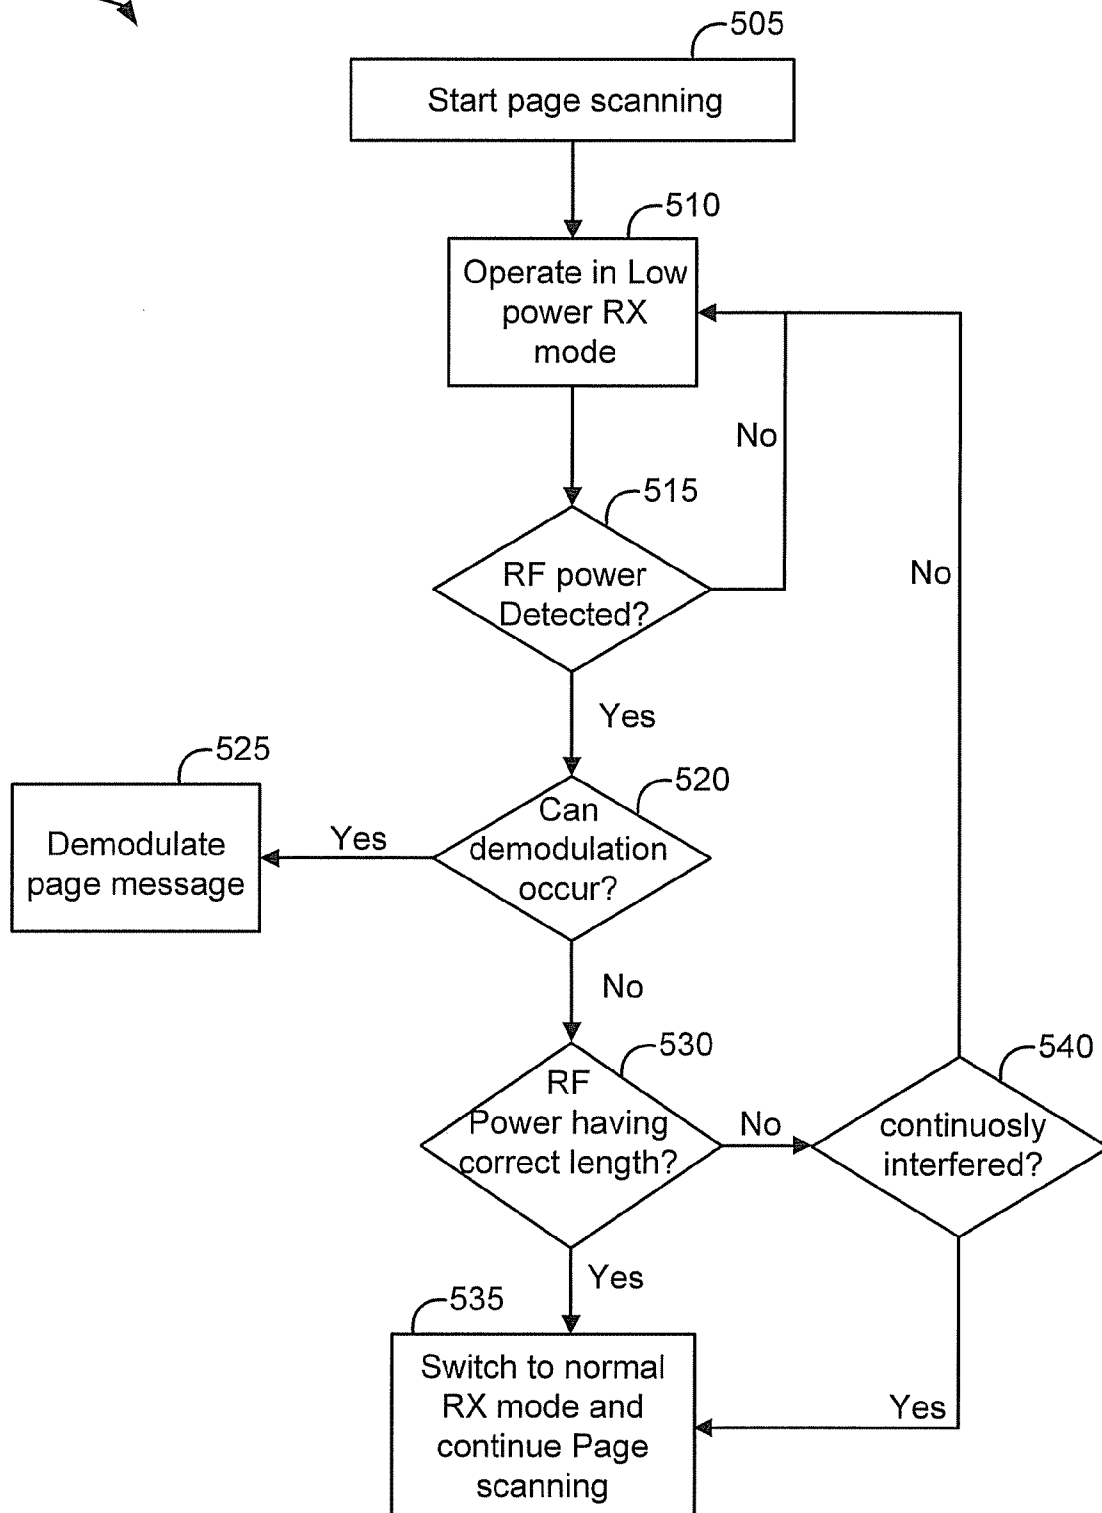 505
Start page scanning
510
Operate in Low
power RX
mode
No
515
RF power
Detected?
No
Yes
525
520
Can
demodulation
occur?
Yes
Demodulate
page message
No
530
540
RF
Power having
correct length?
No
continuosly
interfered?
Yes
535
Switch to normal
RX mode and
continue Page
scanning
Yes